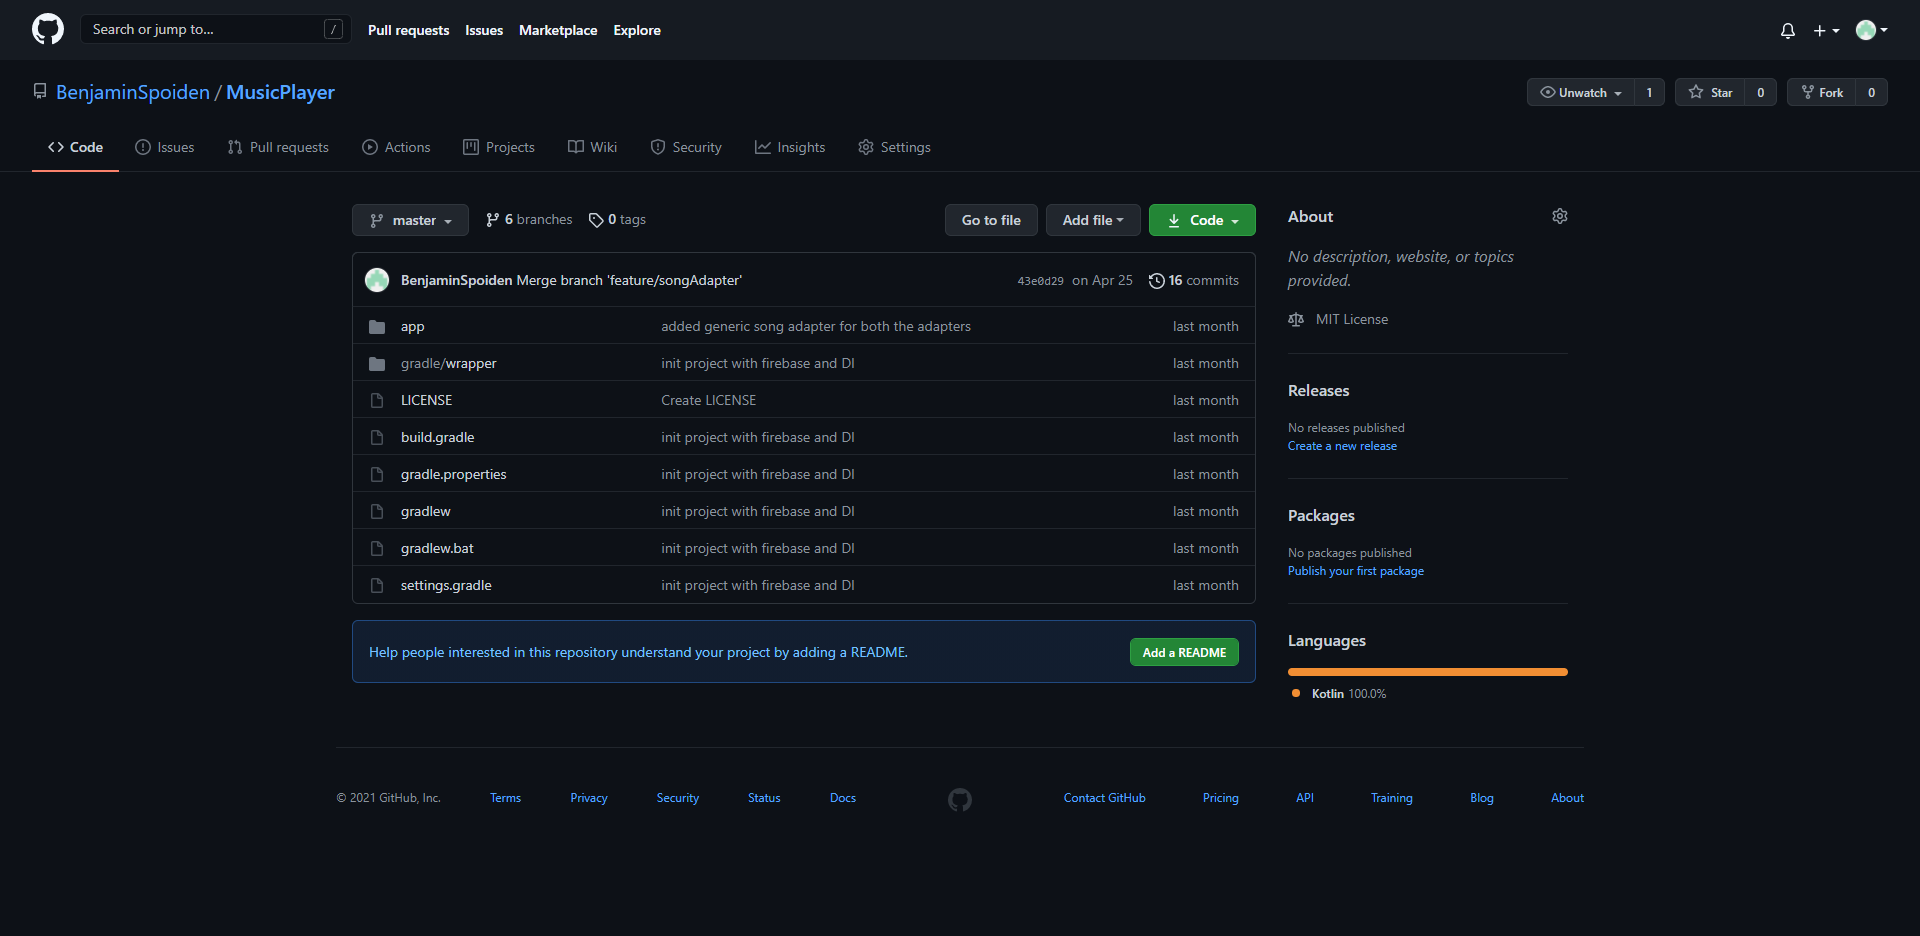 Search or jump to... /
Pull requests Issues Marketplace Explore
BenjaminSpoiden / MusicPlayer
Unwatch 1 Star 0 Fork 0
Code Issues Pull requests Actions Projects Wiki Security Insights Settings
master 6 branches 0 tags
Go to file Add file Code
BenjaminSpoiden Merge branch 'feature/songAdapter' 43e0d29 on Apr 25 16 commits
app added generic song adapter for both the adapters last month
gradle/wrapper init project with firebase and DI last month
LICENSE Create LICENSE last month
build.gradle init project with firebase and DI last month
gradle.properties init project with firebase and DI last month
gradlew init project with firebase and DI last month
gradlew.bat init project with firebase and DI last month
settings.gradle init project with firebase and DI last month
Help people interested in this repository understand your project by adding a README. Add a README
About
No description, website, or topics
provided.
MIT License
Releases
No releases published
Create a new release
Packages
No packages published
Publish your first package
Languages
Kotlin 100.0%
© 2021 GitHub, Inc. Terms Privacy Security Status Docs Contact GitHub Pricing API Training Blog About